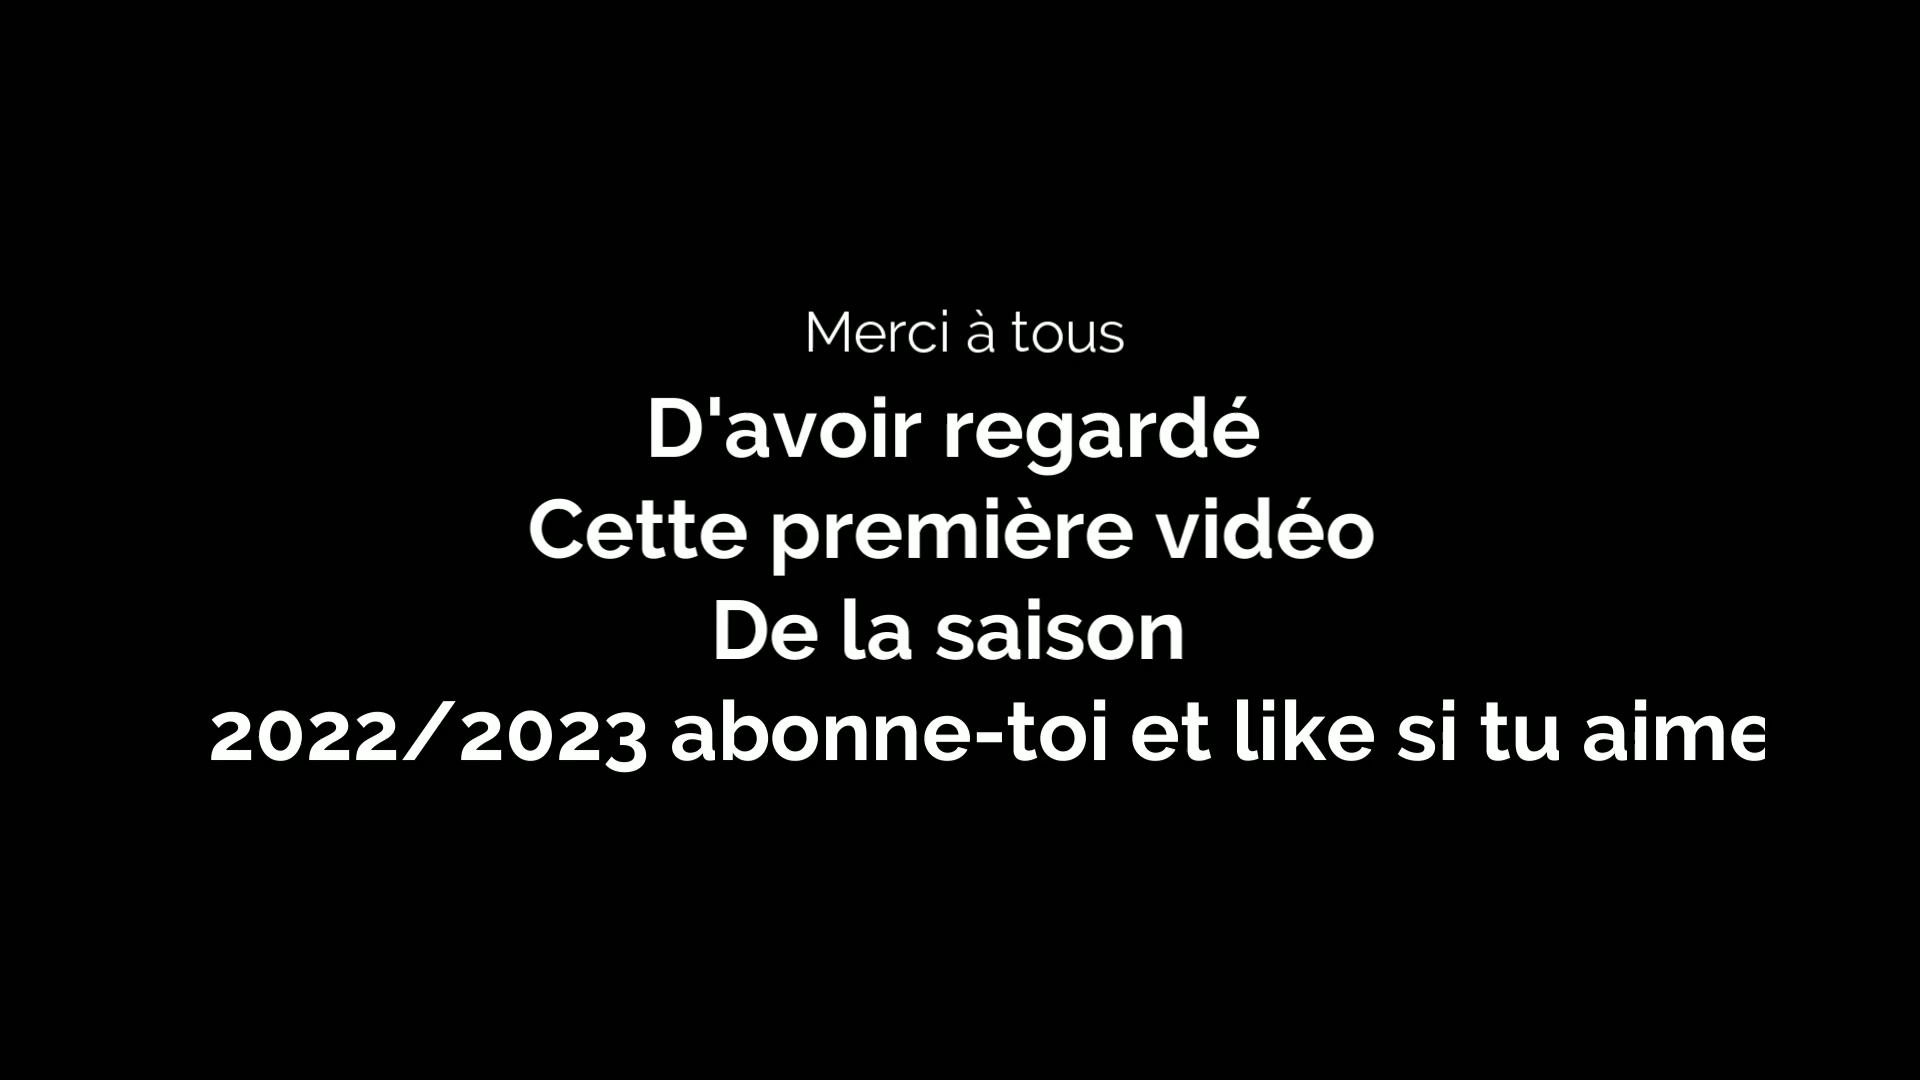 Merci à tous
D'avoir regardé
Cette première vidéo
De la saison
2022/2023 abonne-toi et like si tu aime